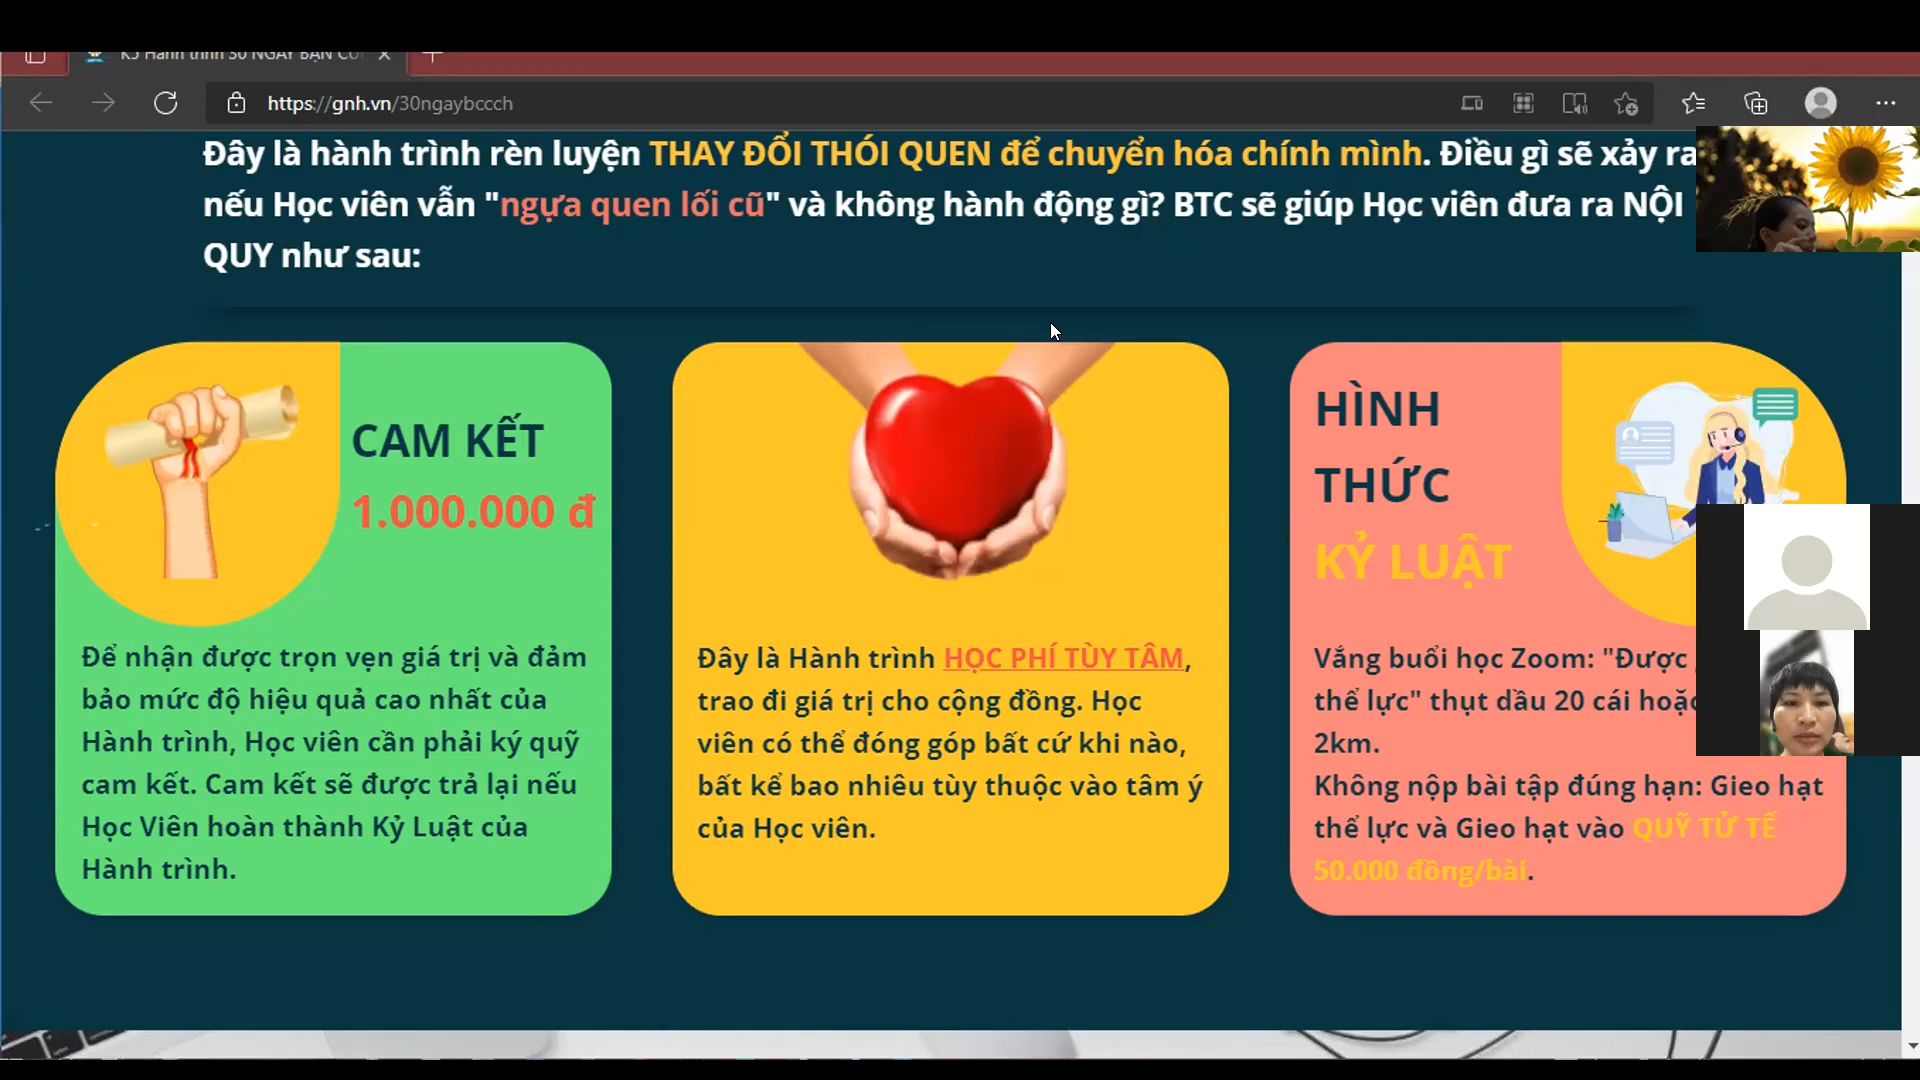 K5 Hành trình 30 NGÀY BẠN
https://gnh.vn/30ngaybccch
Đây là hành trình rèn luyện THAY ĐỔI THÓI QUEN để chuyển hóa chính mình. Điều gì sẽ xảy ra
nếu Học viên vẫn "ngựa quen lối cũ" và không hành động gì? BTC sẽ giúp Học viên đưa ra NỘI
QUY như sau:
CAM KẾT
1.000.000 đ
Để nhận được trọn vẹn giá trị và đảm
bảo mức độ hiệu quả cao nhất của
Hành trình, Học viên cần phải ký quỹ
cam kết. Cam kết sẽ được trả lại nếu
Học Viên hoàn thành Kỷ Luật của
Hành trình.
Đây là Hành trình HỌC PHÍ TÙY TÂM,
trao đi giá trị cho cộng đồng. Học
viên có thể đóng góp bất cứ khi nào,
bất kể bao nhiêu tùy thuộc vào tâm ý
của Học viên.
HÌNH
THỨC
KỶ LUẬT
Vắng buổi học Zoom: "Được
thể lực" thụt dầu 20 cái hoặc
2km.
Không nộp bài tập đúng hạn: Gieo hạt
thể lực và Gieo hạt vào QUỸ TỬ TẾ
50.000 đồng/bài.